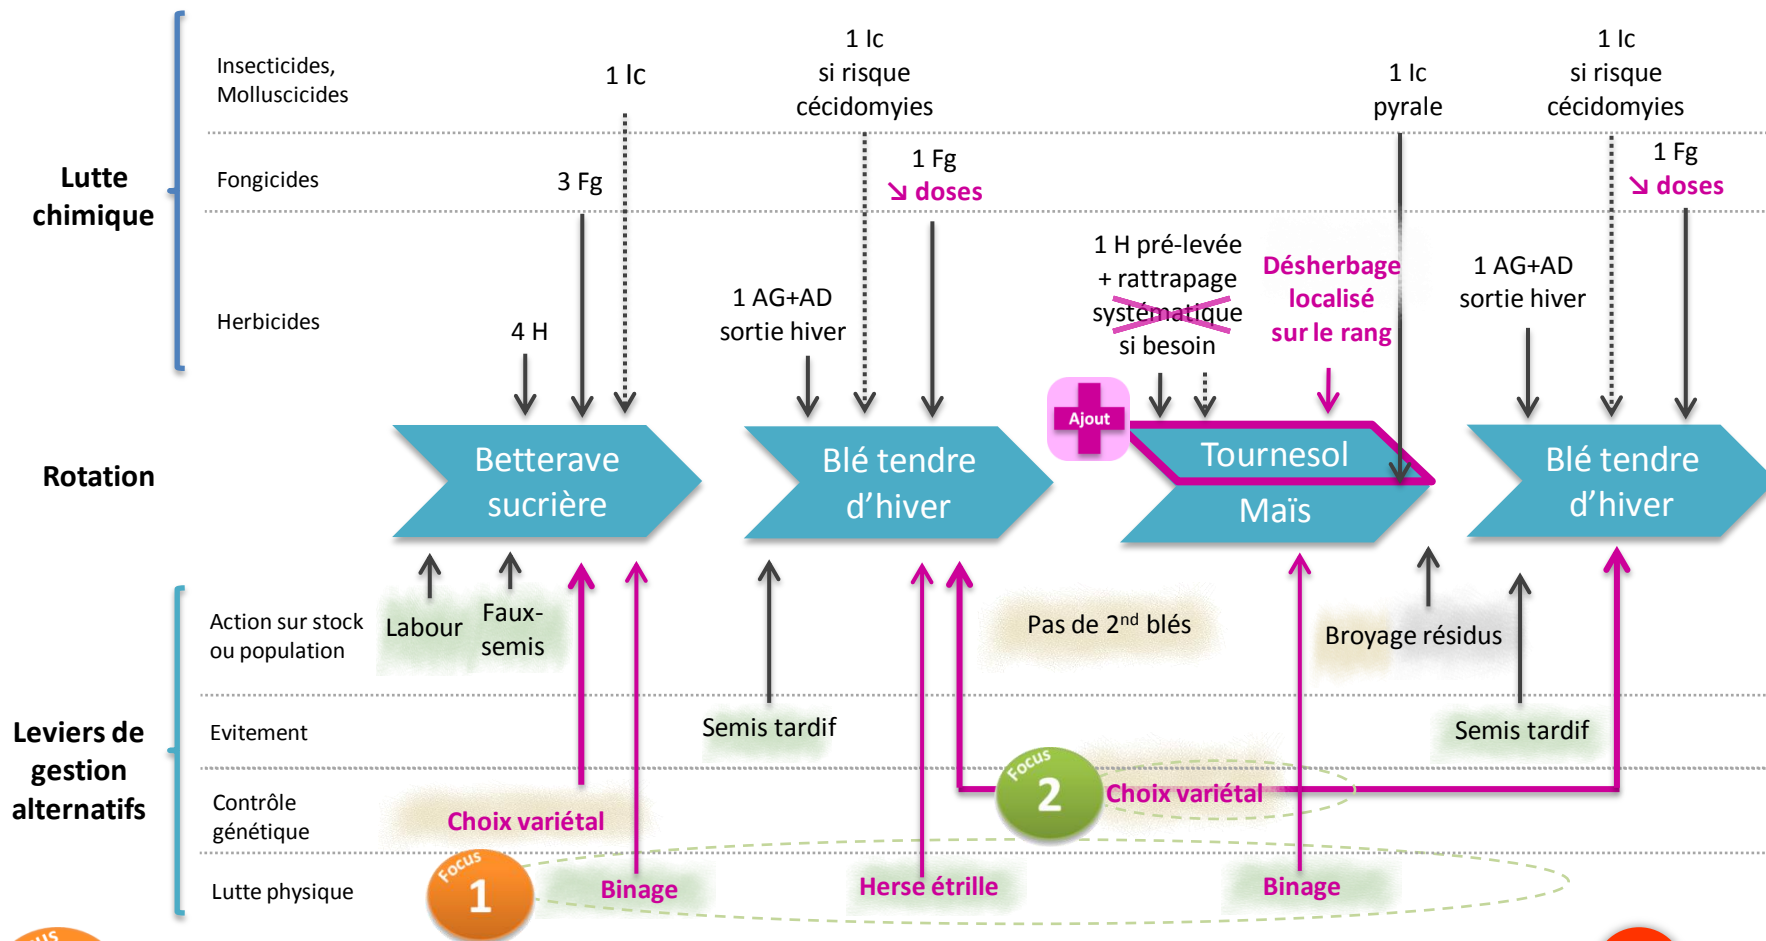 Lutte
chimique
Insecticides,
Molluscicides
1 Ic
1 Ic
si risque
cécidomyies
1 Ic
pyrale
1 Ic
si risque
cécidomyies
Fongicides
3 Fg
1 Fg
↘ doses
1 Fg
↘ doses
Herbicides
4 H
1 AG+AD
sortie hiver
1 H pré-levée
+ rattrapage
systématique
si besoin
Désherbage
localisé
sur le rang
1 AG+AD
sortie hiver
Rotation
Betterave
sucrière
Blé tendre
d'hiver
Ajout
Tournesol
Maïs
Blé tendre
d'hiver
Leviers de
gestion
alternatifs
Action sur stock
ou population
Labour
Faux-
semis
Pas de 2nd blés
Broyage résidus
Evitement
Semis tardif
Semis tardif
Contrôle
génétique
Choix variétal
Focus
2
Choix variétal
Lutte physique
Focus
1
Binage
Herse étrille
Binage